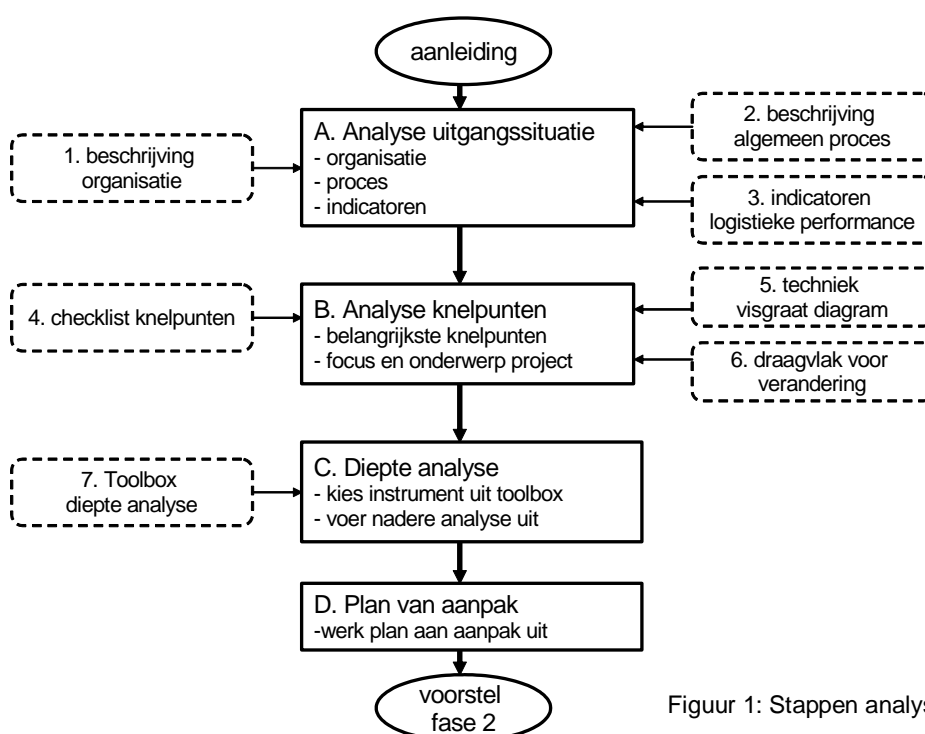 aanleiding
A. Analyse uitgangssituatie
- organisatie
- proces
- indicatoren
1. beschrijving
organisatie
2. beschrijving
algemeen proces
3. indicatoren
logistieke performance
B. Analyse knelpunten
- belangrijkste knelpunten
- focus en onderwerp project
4. checklist knelpunten
5. techniek
visgraat diagram
6. draagvlak voor
verandering
C. Diepte analyse
- kies instrument uit toolbox
- voer nadere analyse uit
7. Toolbox
diepte analyse
D. Plan van aanpak
-werk plan aan aanpak uit
voorstel
fase 2
Figuur 1: Stappen analys